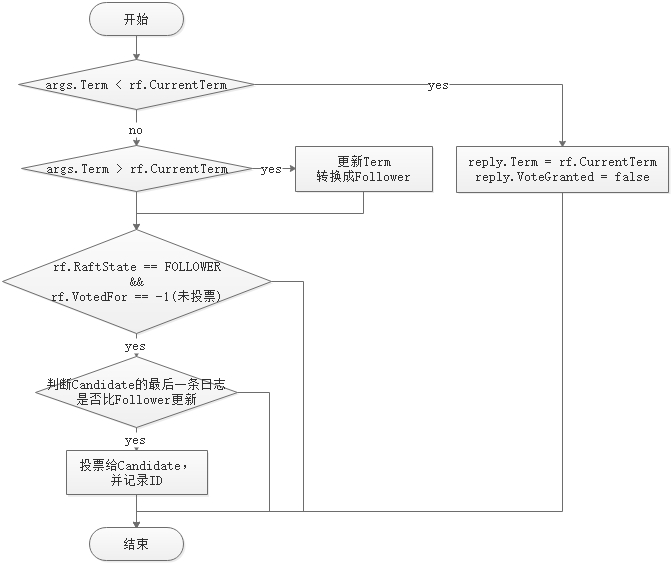 开始
args.Term < rf.CurrentTerm
yes
no
args.Term > rf.CurrentTerm
yes
更新Term
转换成Follower
reply.Term = rf.CurrentTerm
reply.VoteGranted = false
rf.RaftState == FOLLOWER
&&
rf.VotedFor == -1(未投票)
yes
判断Candidate的最后一条日志
是否比Follower更新
yes
投票给Candidate，
并记录ID
结束